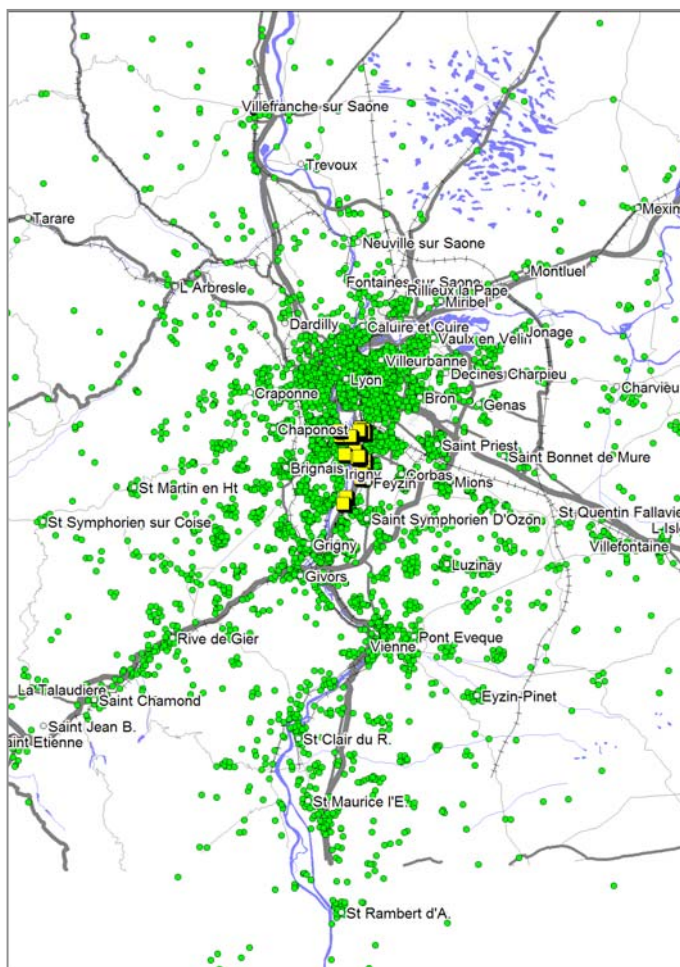 Villefranche sur Saone
Trevoux
Tarare
Mexim
Neuville sur Saone
Montluel
L Arbresle
Fontaines sur Saone
Rillieux la Pape
Miribel
Dardilly
Caluire et Cuire
Jonage
Vaulx en Velin
Villeurbanne
Decines Charpieu
Lyon
Charvieu
Craponne
Bron
Genas
Chaponost
Saint Priest
Saint Bonnet de Mure
Brignais
Irigny
Corbas
Feyzin
Mions
St Martin en Ht
St Quentin Fallavie
St Symphorien sur Coise
Saint Symphorien D'Ozon
L Isle
Villefontaine
Grigny
Luzinay
Givors
Rive de Gier
Pont Eveque
Vienne
La Talaudiere
Eyzin-Pinet
Saint Chamond
Saint Jean B.
aint Etienne
St Clair du R.
St Maurice l'E.
St Rambert d'A.